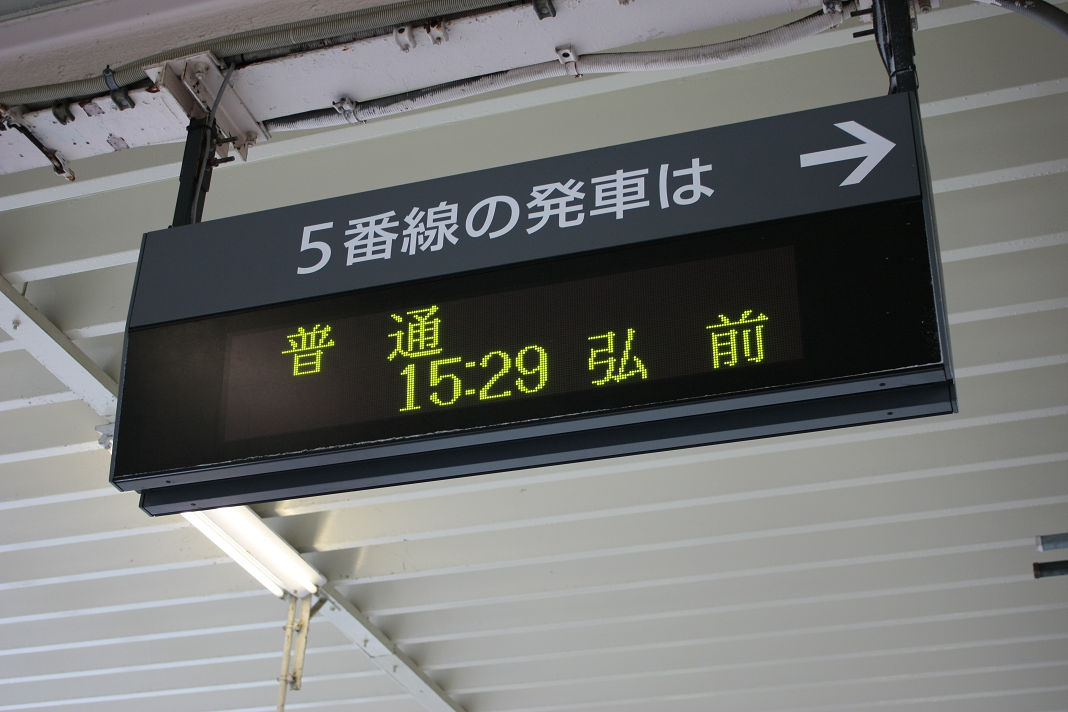 5番線の発車は →
普 通
15:29 弘 前